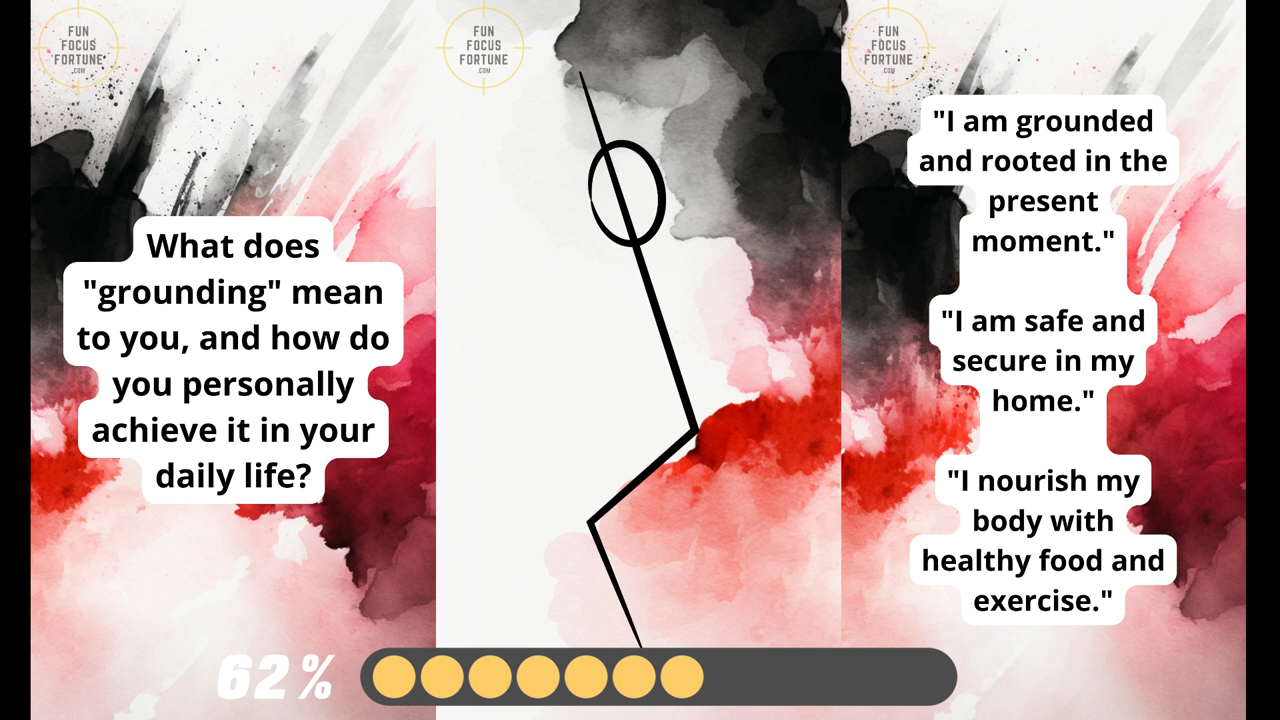 FUN
FOCUS
FORTUNE
.COM
What does
"grounding" mean
to you, and how do
you personally
achieve it in your
daily life?
FUN
FOCUS
FORTUNE
.COM
FUN
FOCUS
FORTUNE
.COM
"I am grounded
and rooted in the
present
moment."
"I am safe and
secure in my
home."
"I nourish my
body with
healthy food and
exercise."
62%